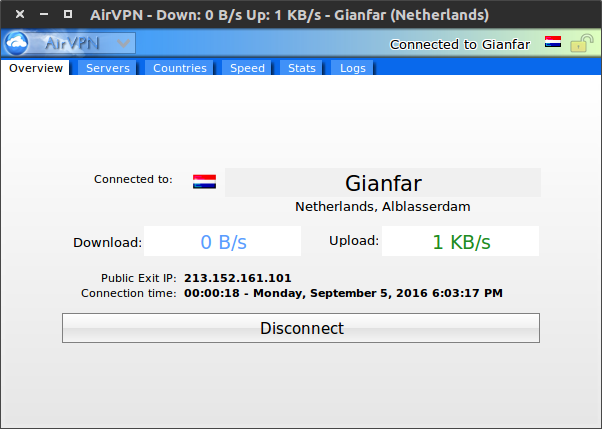 AirVPN - Down: 0 B/s Up: 1 KB/s - Gianfar (Netherlands)
AirVPN Connected to Gianfar
Overview Servers Countries Speed Stats Logs
Connected to: Gianfar
Netherlands, Alblasserdam
Download: 0 B/s Upload: 1 KB/s
Public Exit IP: 213.152.161.101
Connection time: 00:00:18 - Monday, September 5, 2016 6:03:17 PM
Disconnect